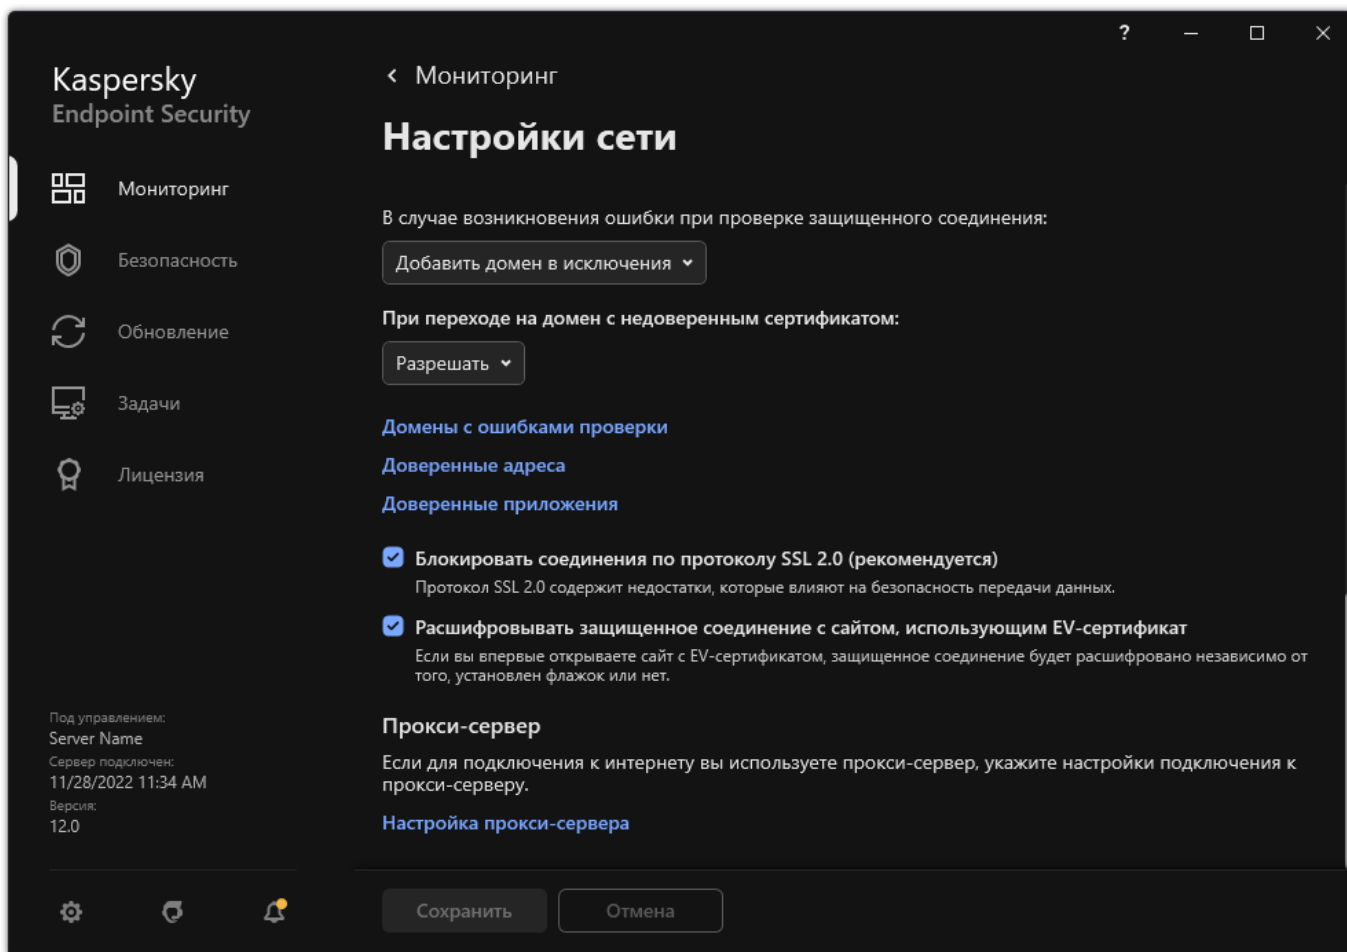 ?
Kaspersky
Endpoint Security
Мониторинг
Безопасность
Обновление
Задачи
Лицензия
Под управлением:
Server Name
Сервер подключен:
11/28/2022 11:34 AM
Версия:
12.0
Мониторинг
Настройки сети
В случае возникновения ошибки при проверке защищенного соединения:
Добавить домен в исключения
При переходе на домен с недоверенным сертификатом:
Разрешать
Домены с ошибками проверки
Доверенные адреса
Доверенные приложения
Блокировать соединения по протоколу SSL 2.0 (рекомендуется)
Протокол SSL 2.0 содержит недостатки, которые влияют на безопасность передачи данных.
Расшифровывать защищенное соединение с сайтом, использующим EV-сертификат
Если вы впервые открываете сайт с EV-сертификатом, защищенное соединение будет расшифровано независимо от
того, установлен флажок или нет.
Прокси-сервер
Если для подключения к интернету вы используете прокси-сервер, укажите настройки подключения к
прокси-серверу.
Настройка прокси-сервера
Сохранить
Отмена